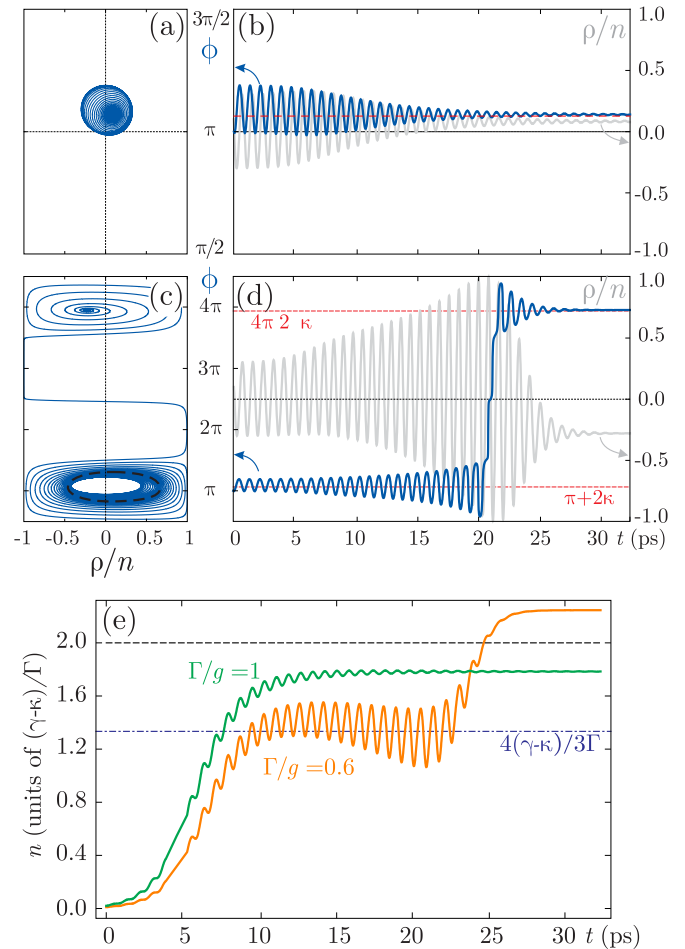 (a)
3π/2
ϕ
π
π/2
(b)
ρ/n
1.0
0.5
0.0
-0.5
-1.0
(c)
ϕ
4π
3π
2π
π
-1 -0.5 0 0.5 1
ρ/n
(d)
ρ/n
4π 2 κ
π+2κ
1.0
0.5
0.0
-0.5
-1.0
0 5 10 15 20 25 30 t (ps)
(e)
n (units of (γ-κ)/Γ)
2.0
1.6
1.2
0.8
0.4
0.0
Γ/g =1
Γ/g =0.6
4(γ-κ)/3Γ
0 5 10 15 20 25 30 t (ps)